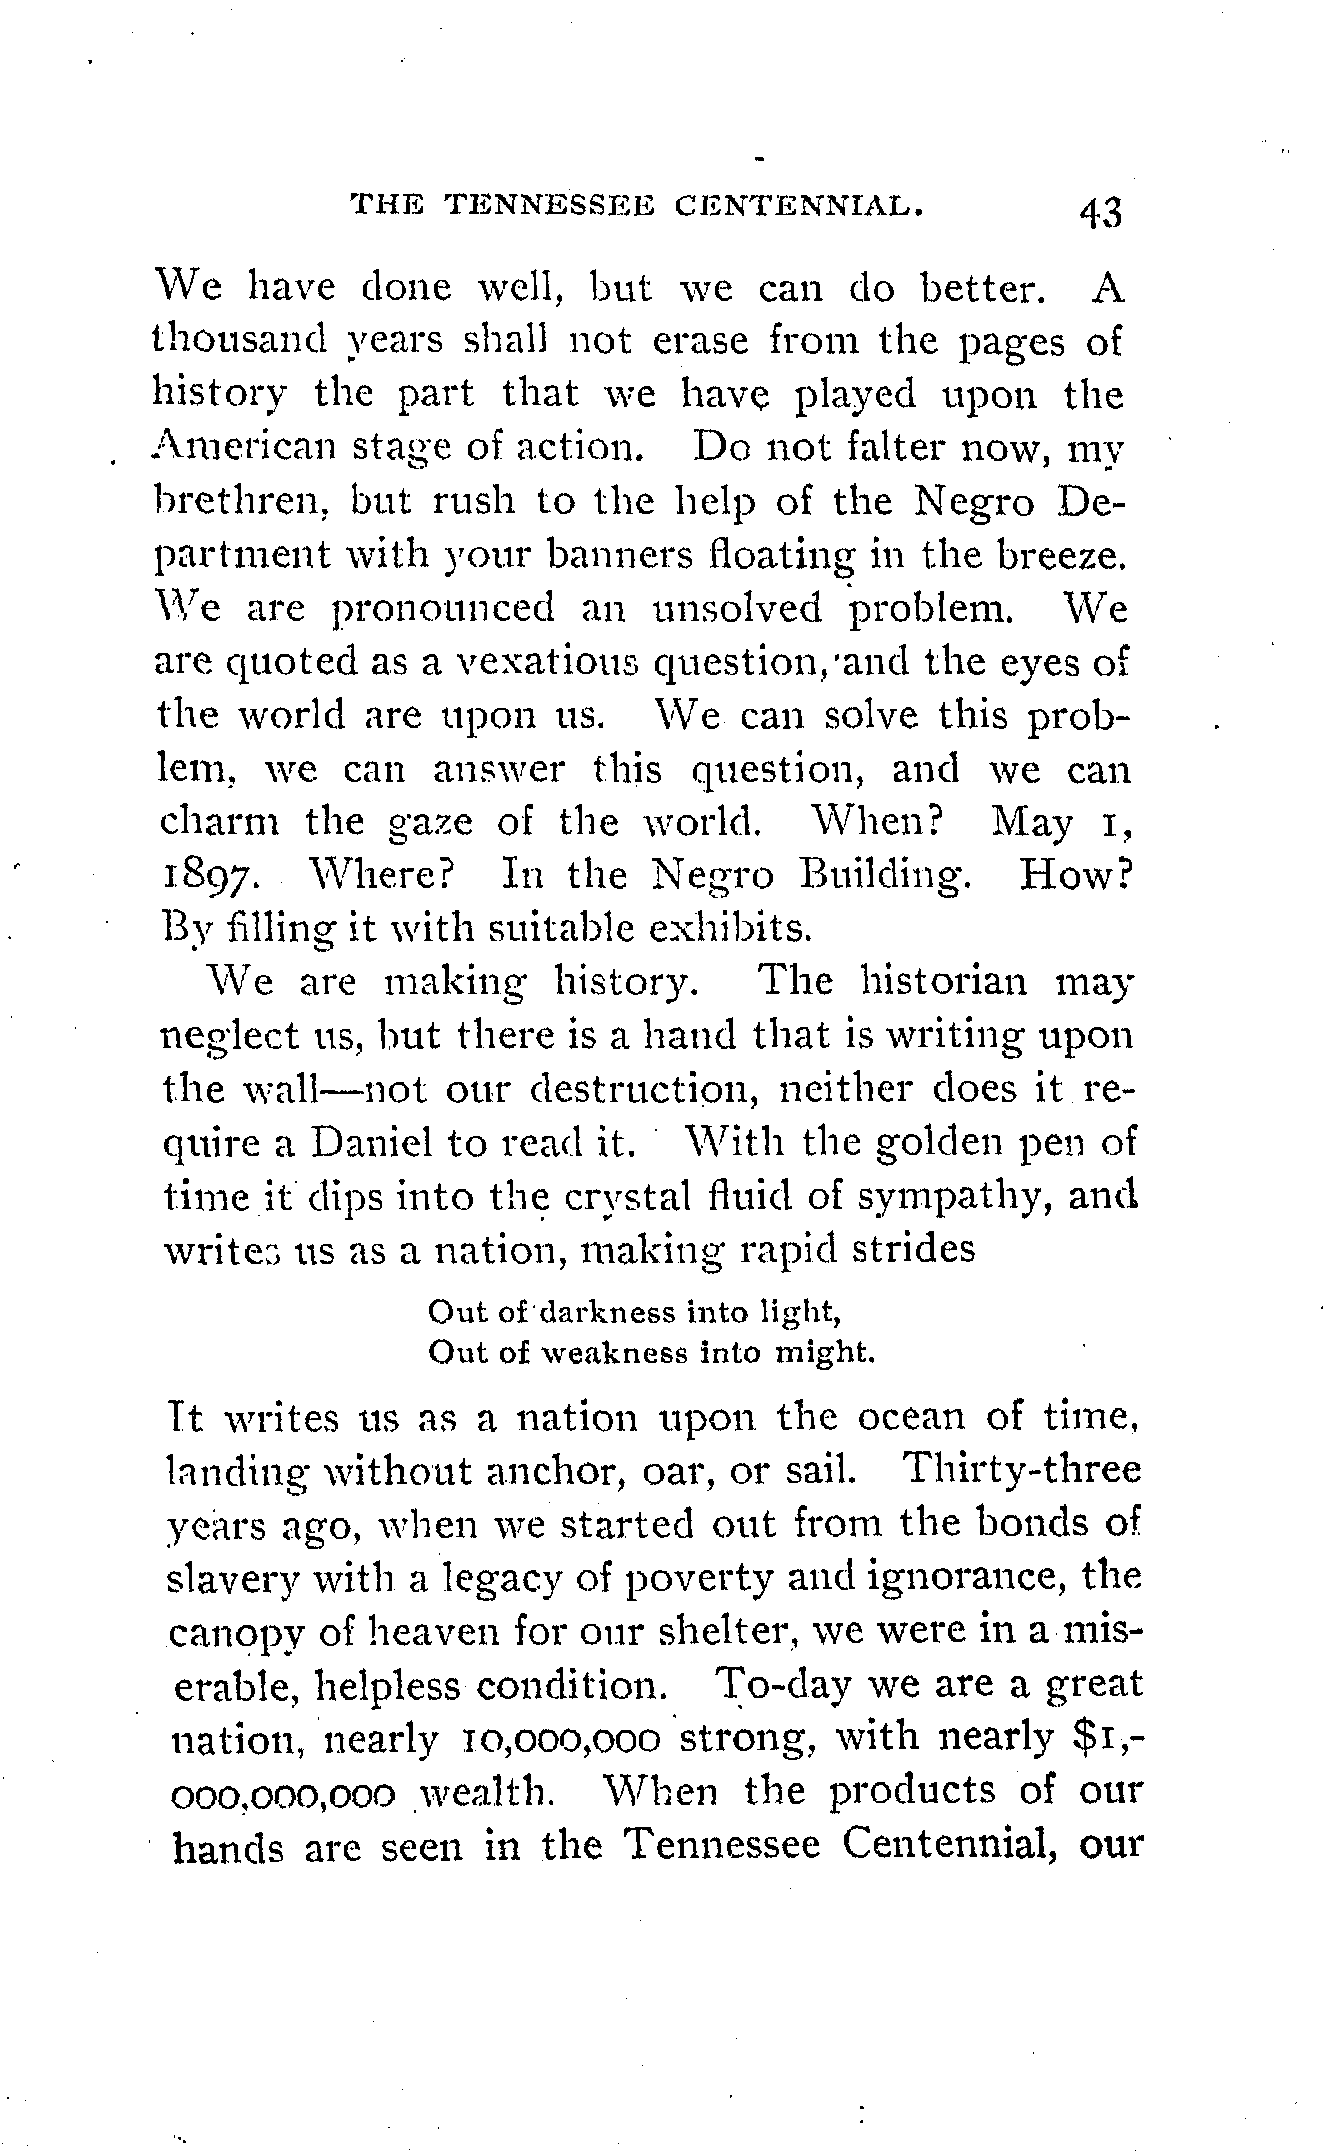 THE TENNESSEE CENTENNIAL. 43
We have done well, but we can do better. A
thousand years shall not erase from the pages of
history the part that we have played upon the
American stage of action. Do not falter now, my
brethren, but rush to the help of the Negro De-
partment with your banners floating in the breeze.
We are pronounced an unsolved problem. We
are quoted as a vexatious question, and the eyes of
the world are upon us. We can solve this prob-
lem, we can answer this question, and we can
charm the gaze of the world. When? May 1,
1897. Where? In the Negro Building. How?
By filling it with suitable exhibits.
We are making history. The historian may
neglect us, but there is a hand that is writing upon
the wall—not our destruction, neither does it re-
quire a Daniel to read it. With the golden pen of
time it dips into the crystal fluid of sympathy, and
writes us as a nation, making rapid strides
Out of darkness into light,
Out of weakness into might.
It writes us as a nation upon the ocean of time,
landing without anchor, oar, or sail. Thirty-three
years ago, when we started out from the bonds of
slavery with a legacy of poverty and ignorance, the
canopy of heaven for our shelter, we were in a mis-
erable, helpless condition. To-day we are a great
nation, nearly 10,000,000 strong, with nearly $1,-
000,000,000 wealth. When the products of our
hands are seen in the Tennessee Centennial, our